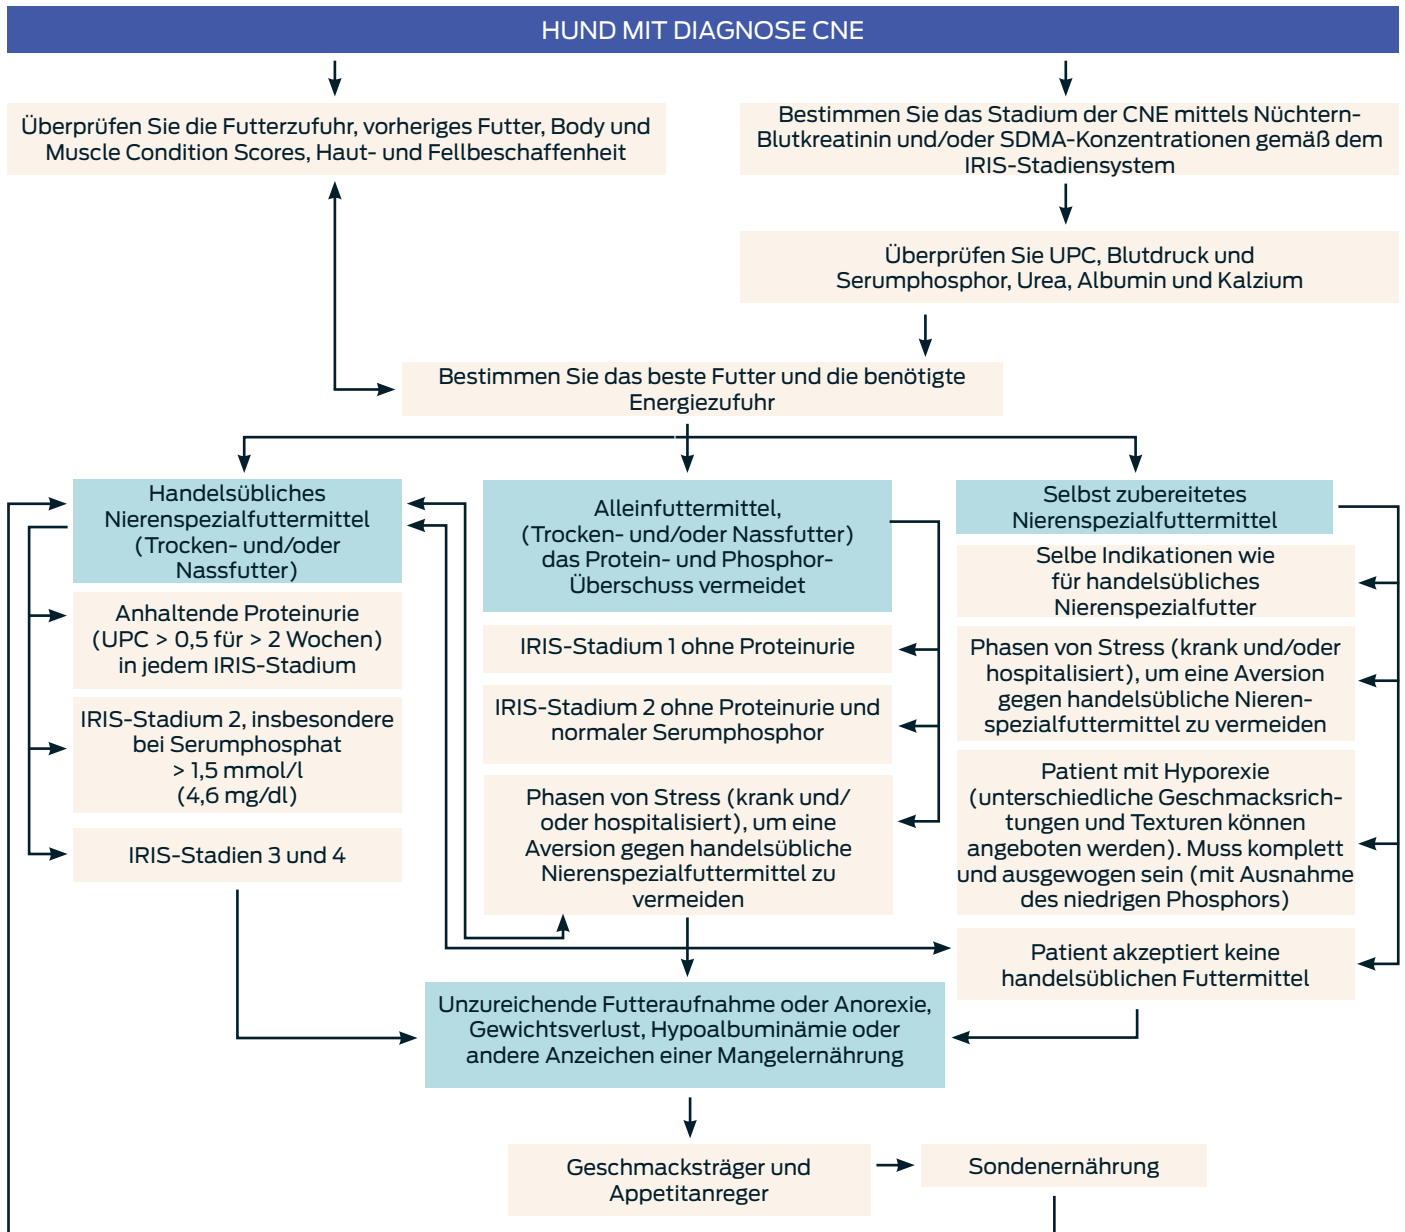 HUND MIT DIAGNOSE CNE
Überprüfen Sie die Futterzufuhr, vorheriges Futter, Body und
Muscle Condition Scores, Haut- und Fellbeschaffenheit
Bestimmen Sie das Stadium der CNE mittels Nüchtern-
Blutkreatinin und/oder SDMA-Konzentrationen gemäß dem
IRIS-Stadiensystem
Überprüfen Sie UPC, Blutdruck und
Serumphosphor, Urea, Albumin und Kalzium
Bestimmen Sie das beste Futter und die benötigte
Energiezufuhr
Handelsübliches
Nierenspezialfuttermittel
(Trocken- und/oder
Nassfutter)
Anhaltende Proteinurie
(UPC > 0,5 für > 2 Wochen)
in jedem IRIS-Stadium
IRIS-Stadium 2, insbesondere
bei Serumphosphat
> 1,5 mmol/l
(4,6 mg/dl)
IRIS-Stadien 3 und 4
Alleinfuttermittel,
(Trocken- und/oder Nassfutter)
das Protein- und Phosphor-
Überschuss vermeidet
IRIS-Stadium 1 ohne Proteinurie
IRIS-Stadium 2 ohne Proteinurie und
normaler Serumphosphor
Phasen von Stress (krank und/
oder hospitalisiert), um eine
Aversion gegen handelsübliche
Nierenspezialfuttermittel zu
vermeiden
Selbst zubereitetes
Nierenspezialfuttermittel
Selbe Indikationen wie
für handelsübliches
Nierenspezialfutter
Phasen von Stress (krank und/oder
hospitalisiert), um eine Aversion
gegen handelsübliche Nieren-
spezialfuttermittel zu vermeiden
Patient mit Hyporexie
(unterschiedliche Geschmacksrich-
tungen und Texturen können
angeboten werden). Muss komplett
und ausgewogen sein (mit Ausnahme
des niedrigen Phosphors)
Patient akzeptiert keine
handelsüblichen Futtermittel
Unzureichende Futteraufnahme oder Anorexie,
Gewichtsverlust, Hypoalbuminämie oder
andere Anzeichen einer Mangelernährung
Geschmacksträger und
Appetitanreger
Sondenernährung